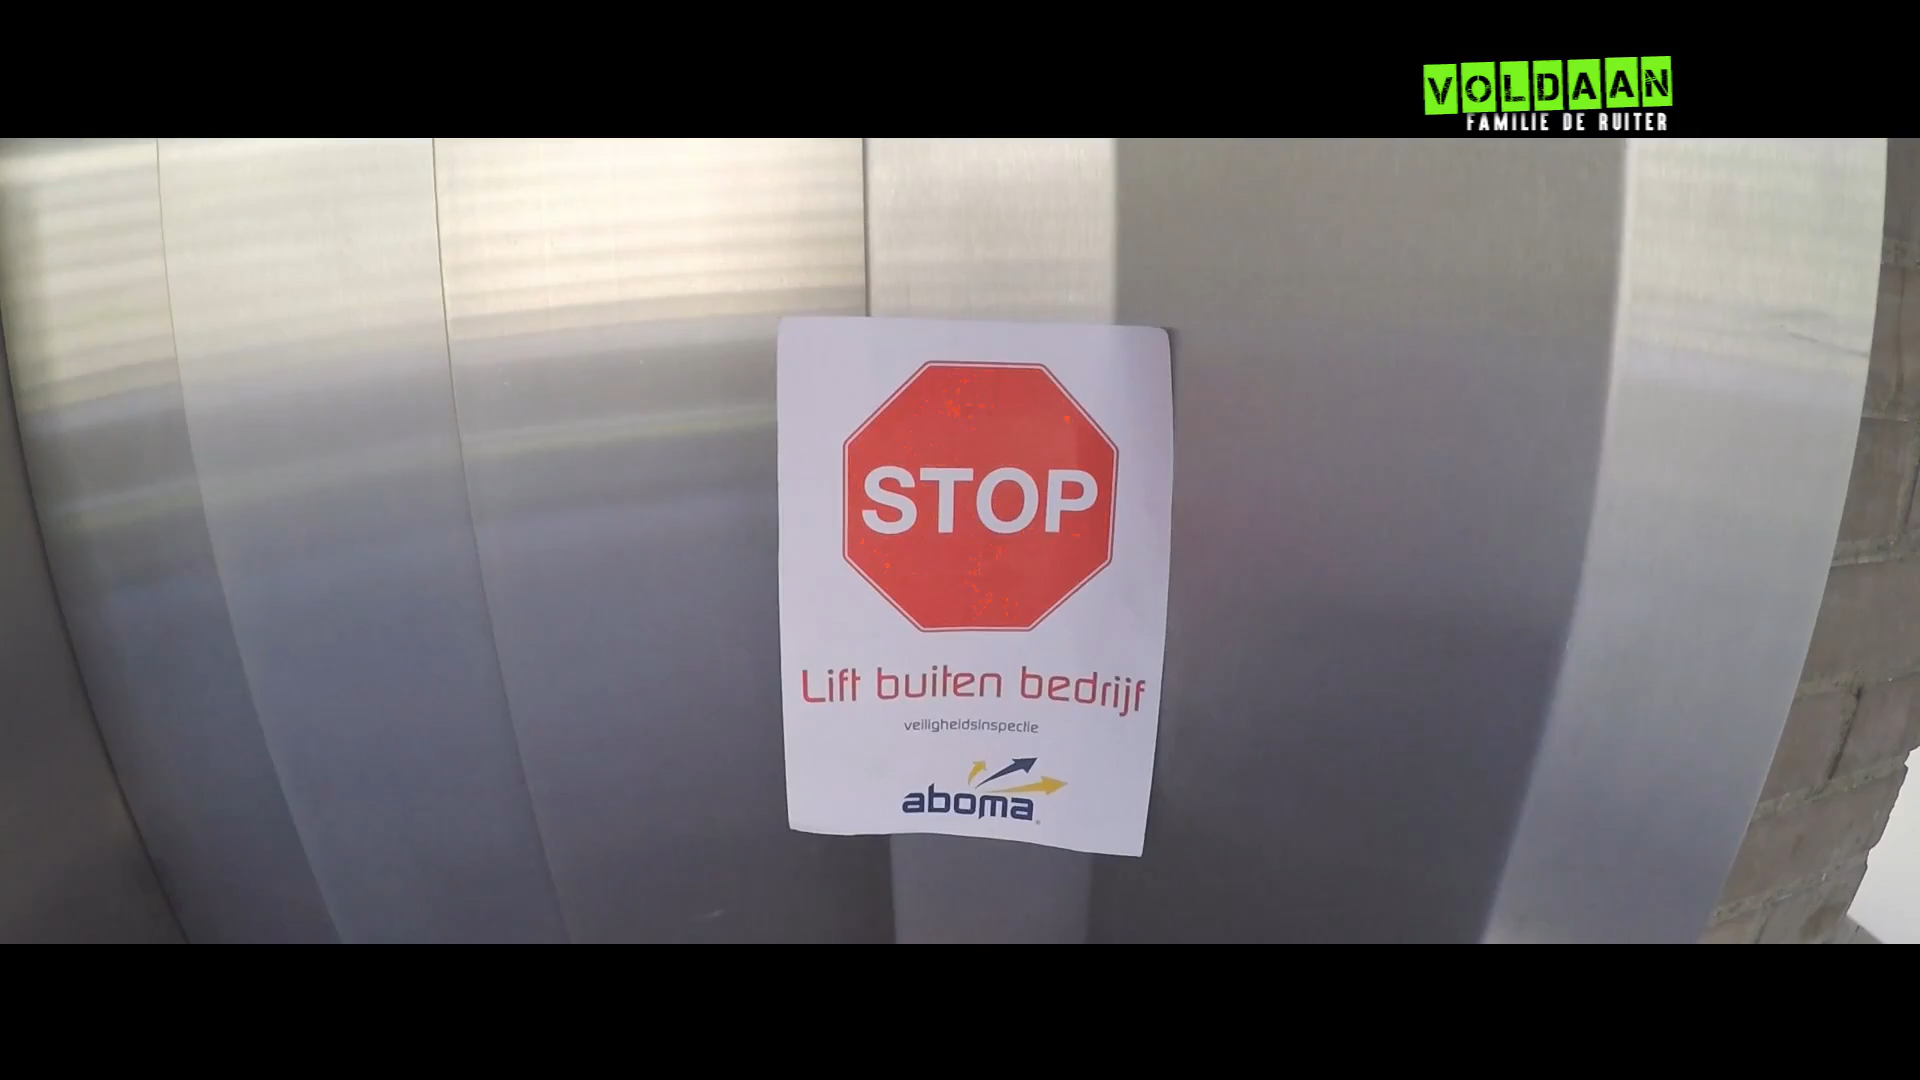 VOLDAAN
FAMILIE DE RUITER
STOP
Lift buiten bedrijf
veiligheidsinspectie
aboma